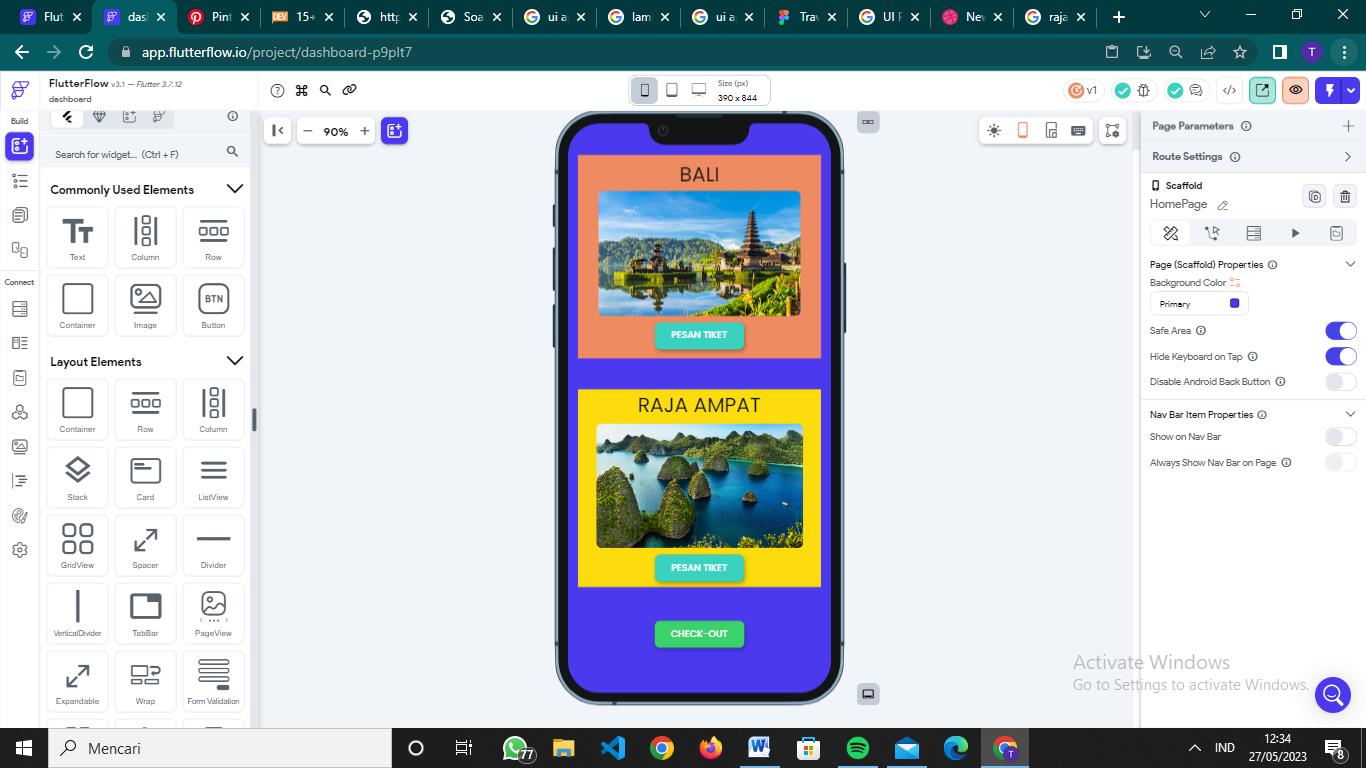 Flut
dash
Pint
DEV
15+
http
Soa
ui a
lam
ui a
Trav
UI F
Nev
raja
app.flutterflow.io/project/dashboard-p9plt7
T
FlutterFlow v3.1 — Flutter 3.7.12
dashboard
Size (px)
390 x 844
v1
Build
Connect
Search for widget... (Ctrl + F)
Commonly Used Elements
Text
Column
Row
BTN
Container
Image
Button
Layout Elements
Container
Row
Column
Stack
Card
ListView
GridView
Spacer
Divider
VerticalDivider
TabBar
PageView
Expandable
Wrap
Form Validation
90%
BALI
PESAN TIKET
RAJA AMPAT
PESAN TIKET
CHECK-OUT
Page Parameters
Route Settings
Scaffold
HomePage
Page (Scaffold) Properties
Background Color
Primary
Safe Area
Hide Keyboard on Tap
Disable Android Back Button
Nav Bar Item Properties
Show on Nav Bar
Always Show Nav Bar on Page
Activate Windows
Go to Settings to activate Windows.
Mencari
77
IND
12:34
27/05/2023
8